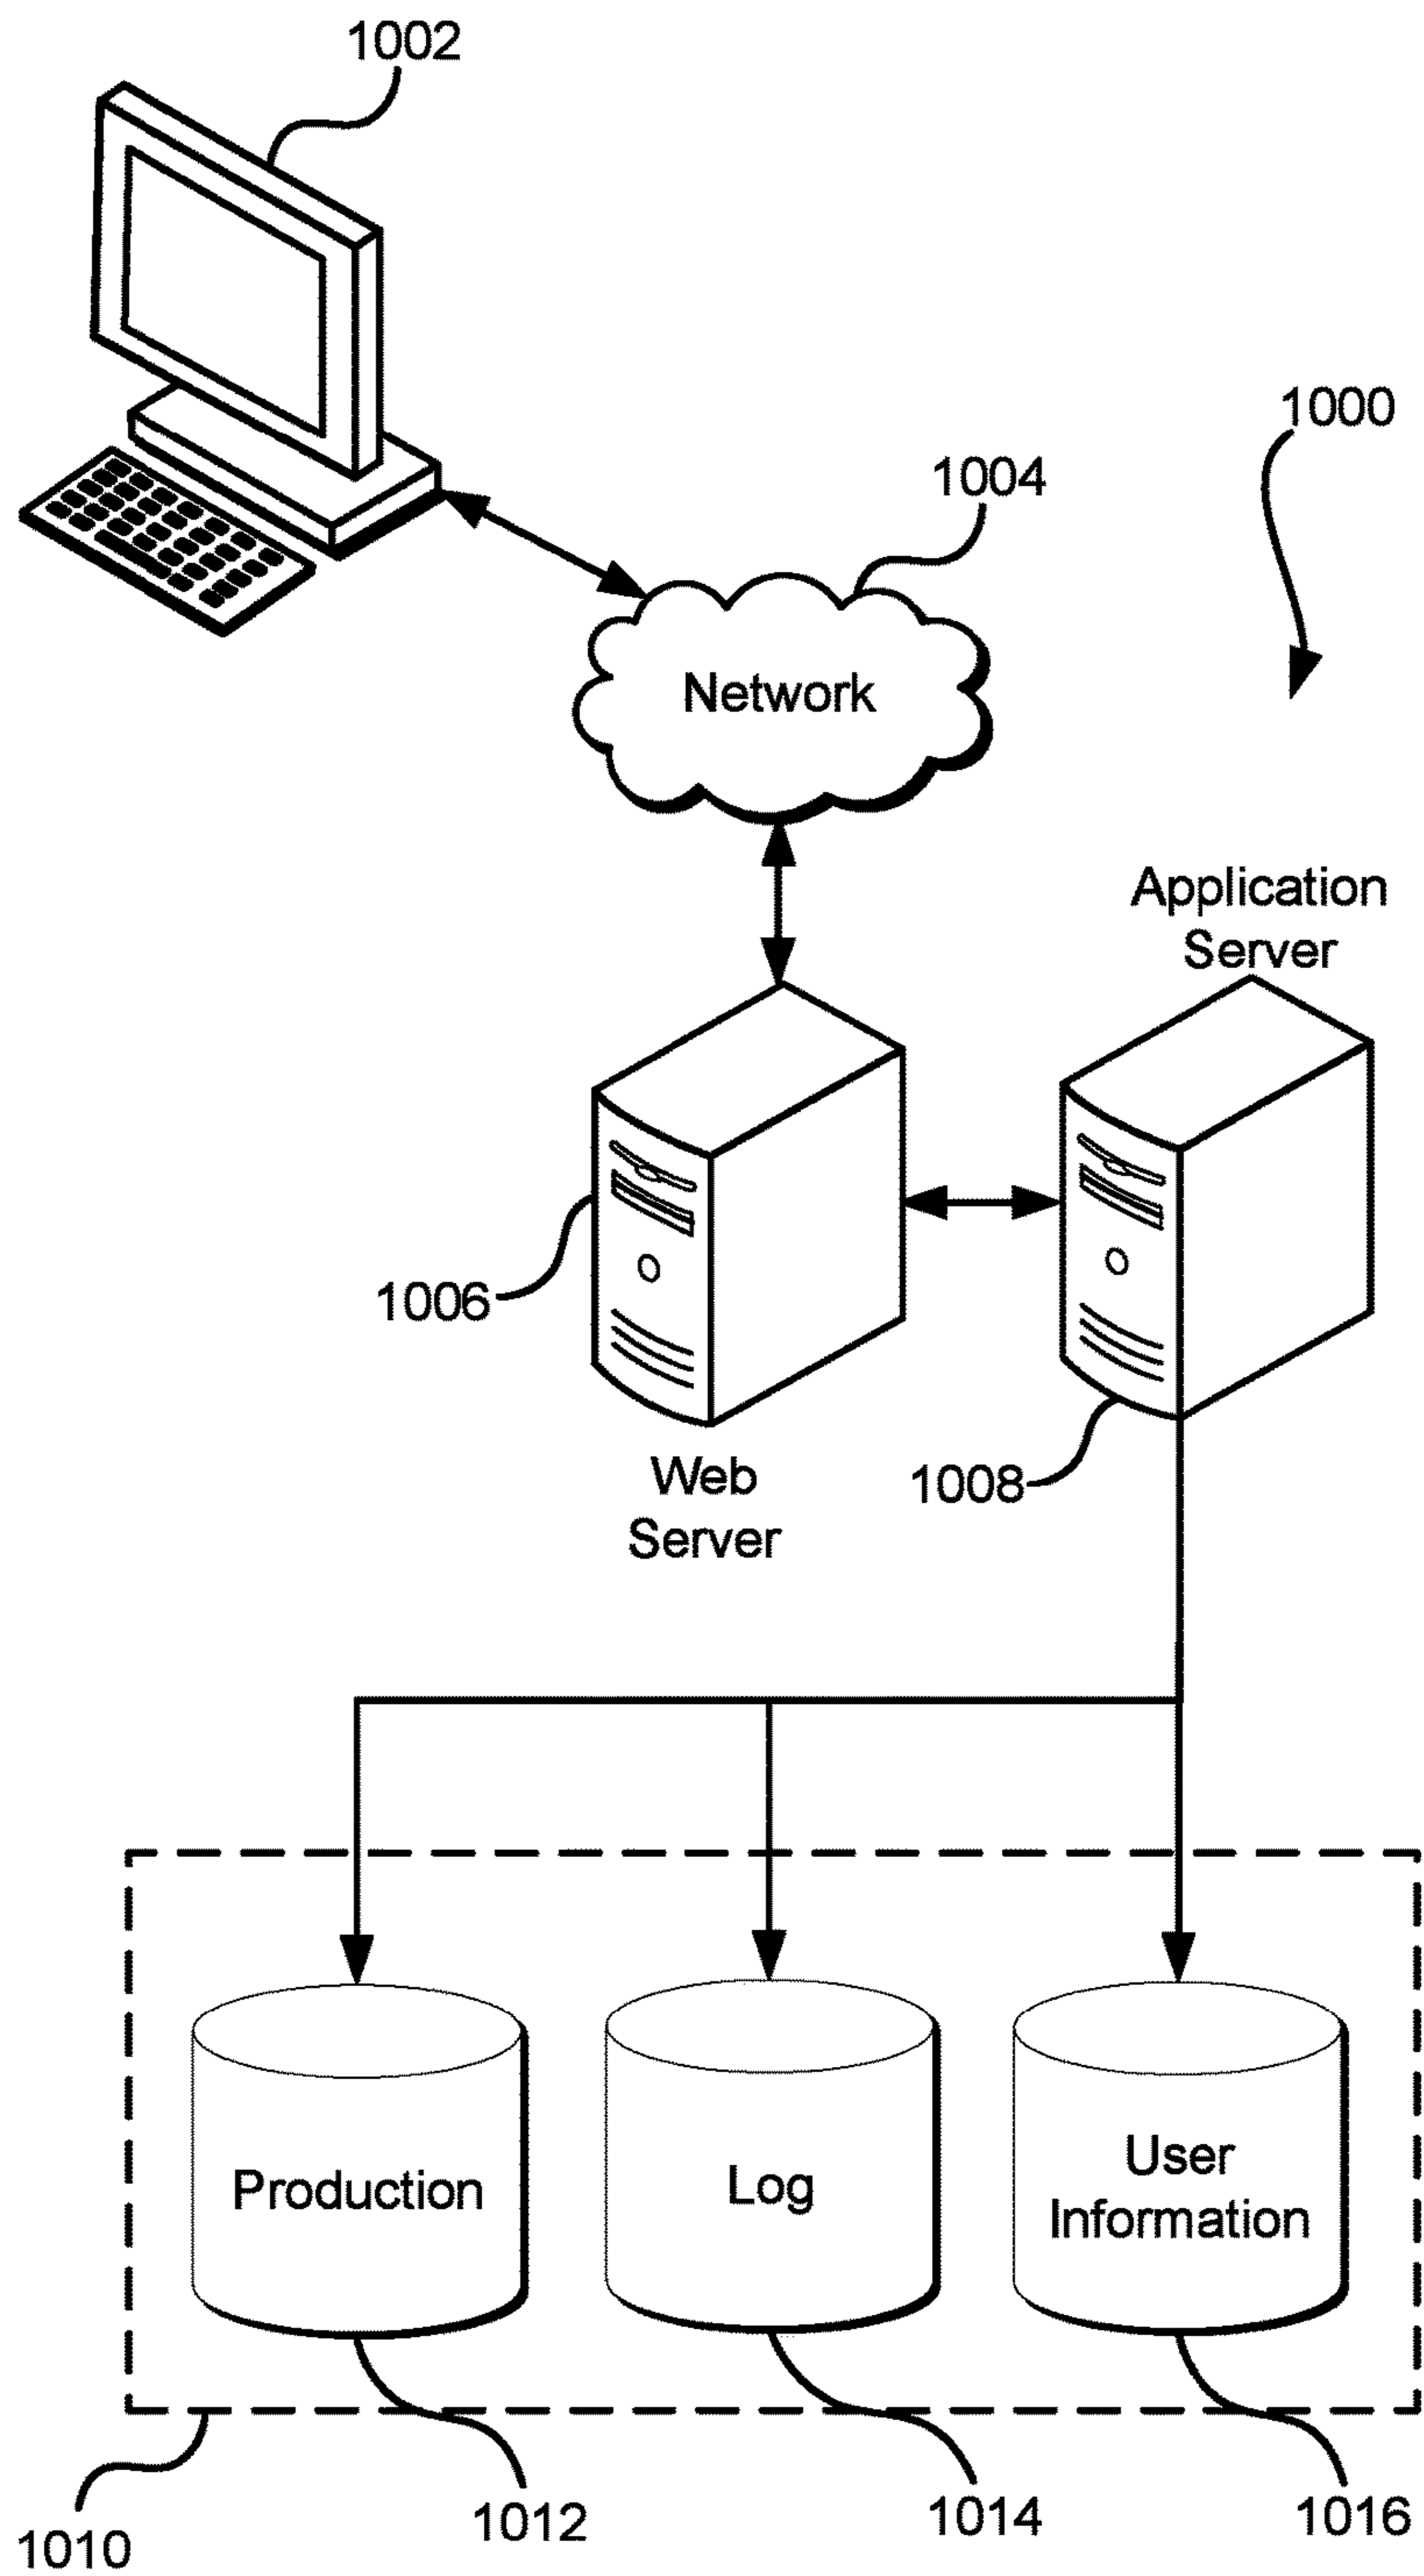 1002
1000
1004
Network
Application
Server
1006
1008
Web
Server
Production
Log
User
Information
1010
1012
1014
1016